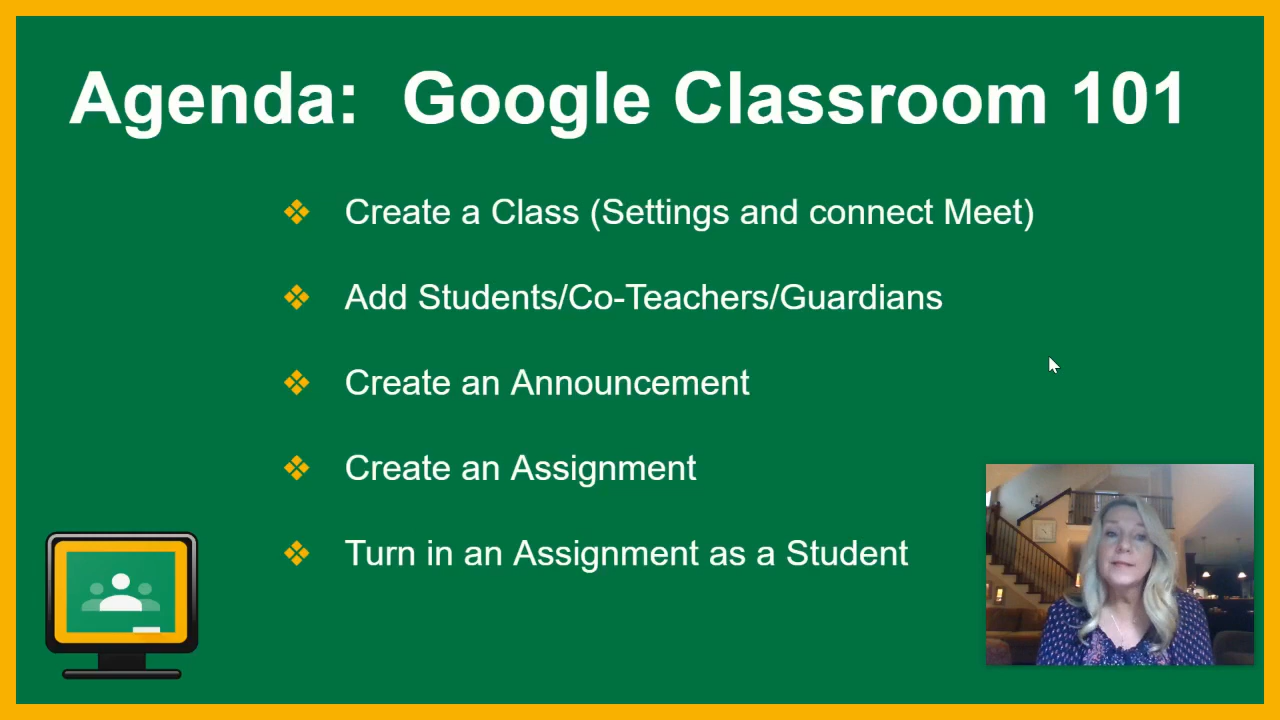 Agenda:  Google Classroom 101
❖ Create a Class (Settings and connect Meet)
❖ Add Students/Co-Teachers/Guardians
❖ Create an Announcement
❖ Create an Assignment
❖ Turn in an Assignment as a Student